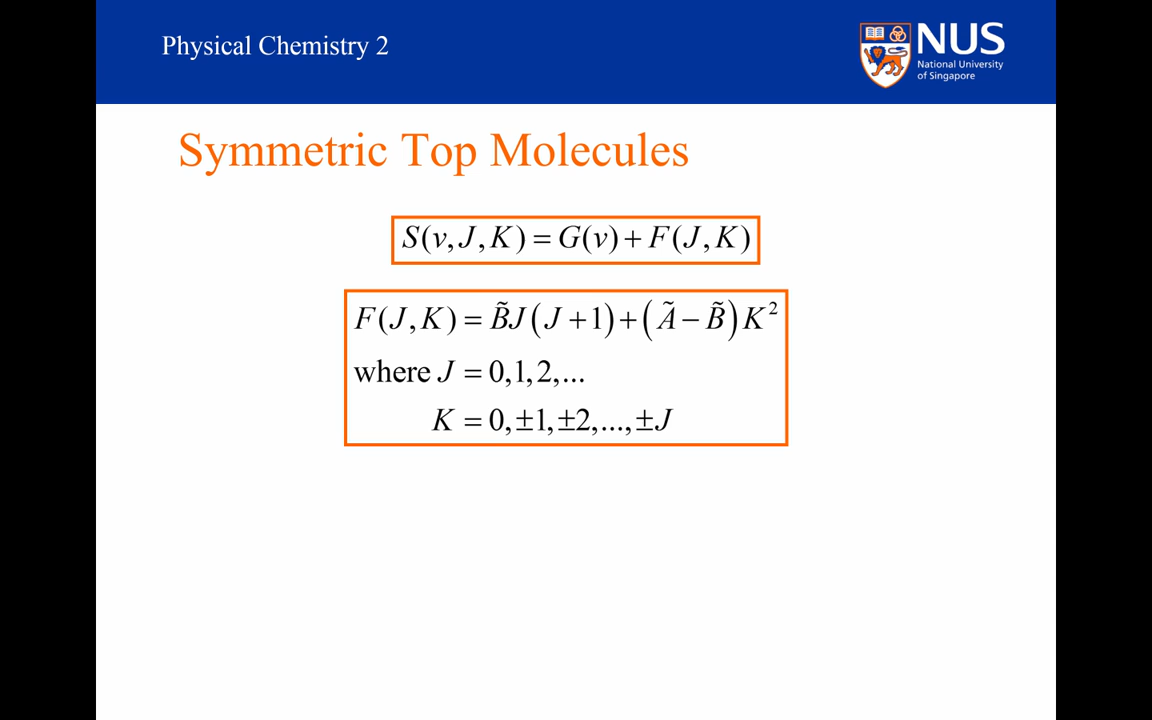 Physical Chemistry 2
NUS
National University
of Singapore
Symmetric Top Molecules
S(v, J, K) = G(v) + F(J, K)
F(J, K) = B̃J(J + 1) + (Ã − B̃)K²
where J = 0, 1, 2, ...
K = 0, ±1, ±2, ..., ±J